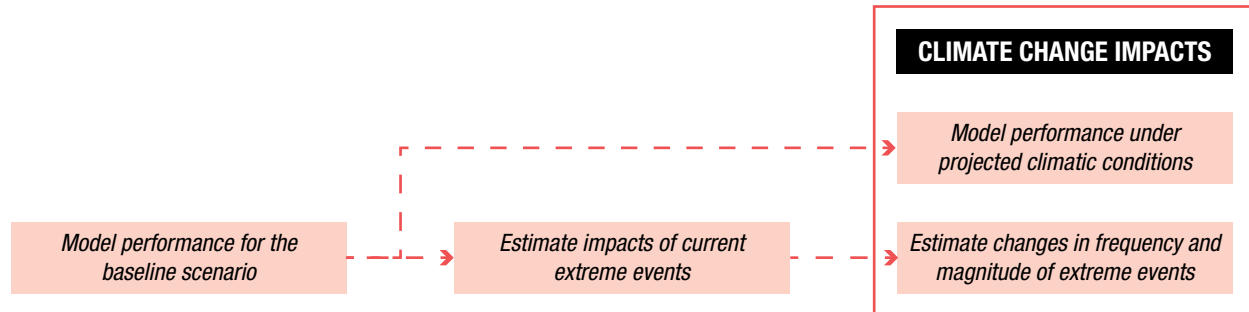 CLIMATE CHANGE IMPACTS
Model performance under
projected climatic conditions
Model performance for the
baseline scenario
Estimate impacts of current
extreme events
Estimate changes in frequency and
magnitude of extreme events